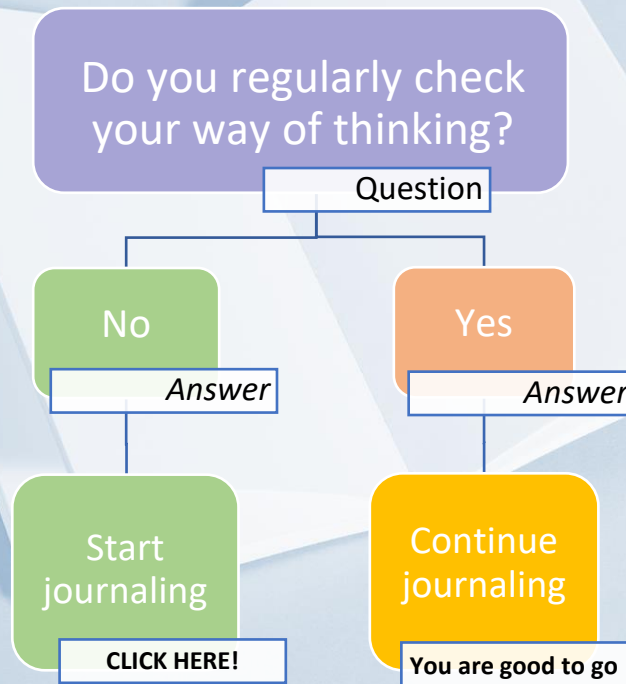 Do you regularly check
your way of thinking?
Question
No
Answer
Yes
Answer
Start
journaling
CLICK HERE!
Continue
journaling
You are good to go